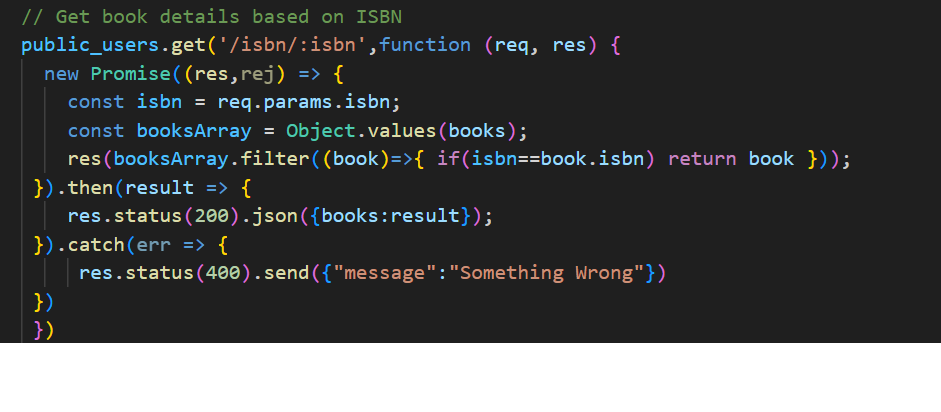 // Get book details based on ISBN
public_users.get('/isbn/:isbn',function (req, res) {
new Promise((res,rej) => {
const isbn = req.params.isbn;
const booksArray = Object.values(books);
res(booksArray.filter((book)=>{ if(isbn==book.isbn) return book }));
}).then(result => {
res.status(200).json({books:result});
}).catch(err => {
res.status(400).send({"message":"Something Wrong"})
})
})